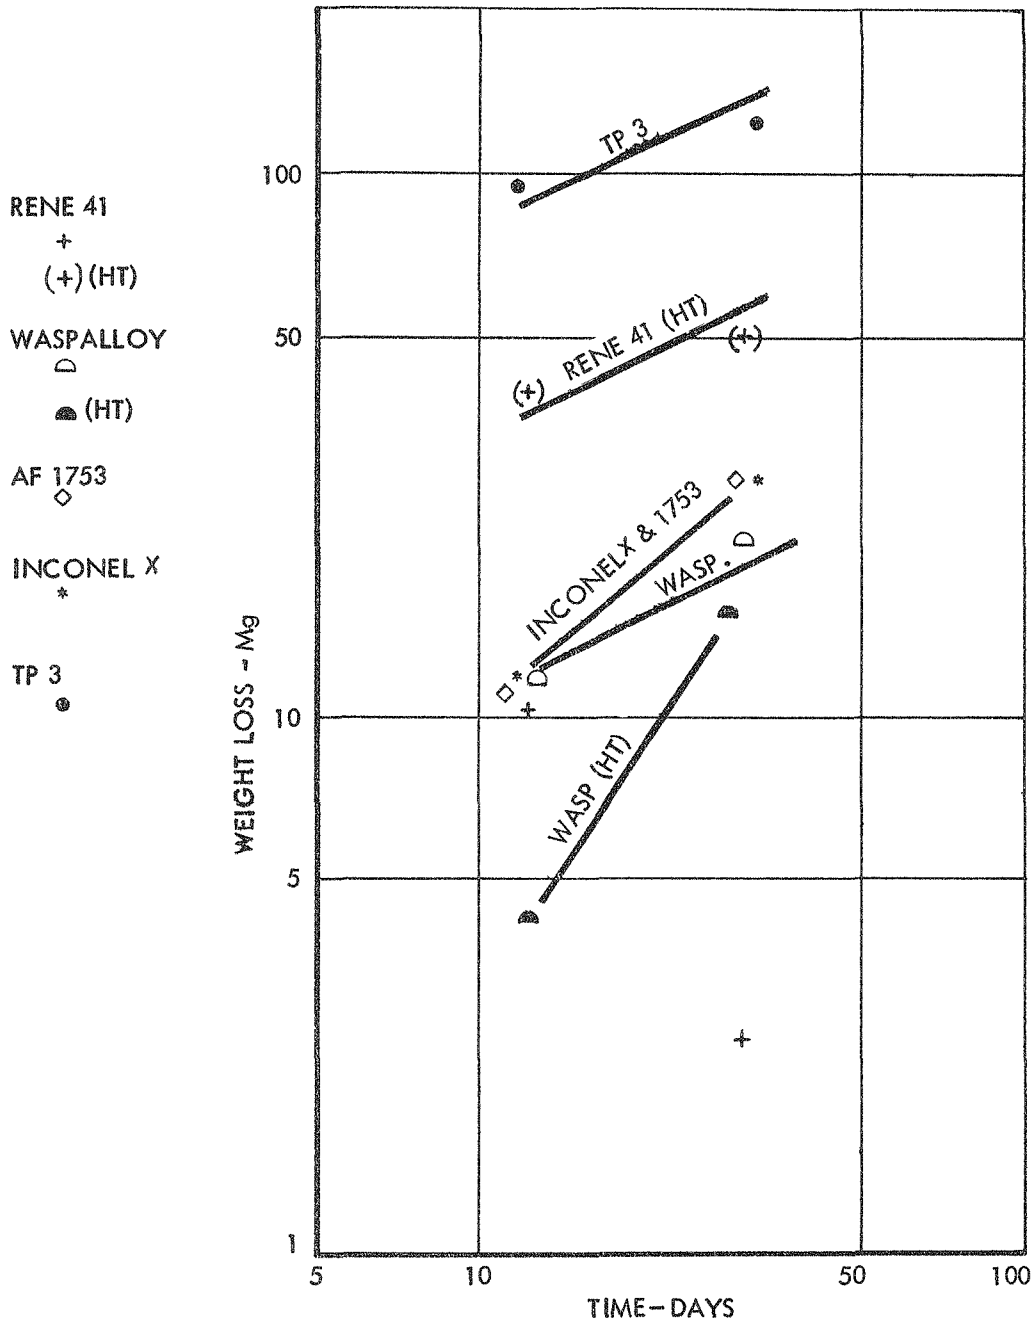 RENE 41
+
(+) (HT)
WASPALLOY
(HT)
AF 1753
INCONEL X
*
TP 3
WEIGHT LOSS - Mg
100
50
10
5
1
TP 3
RENE 41 (HT)
INCONEL X & 1753
WASP.
WASP (HT)
5
10
50
100
TIME-DAYS